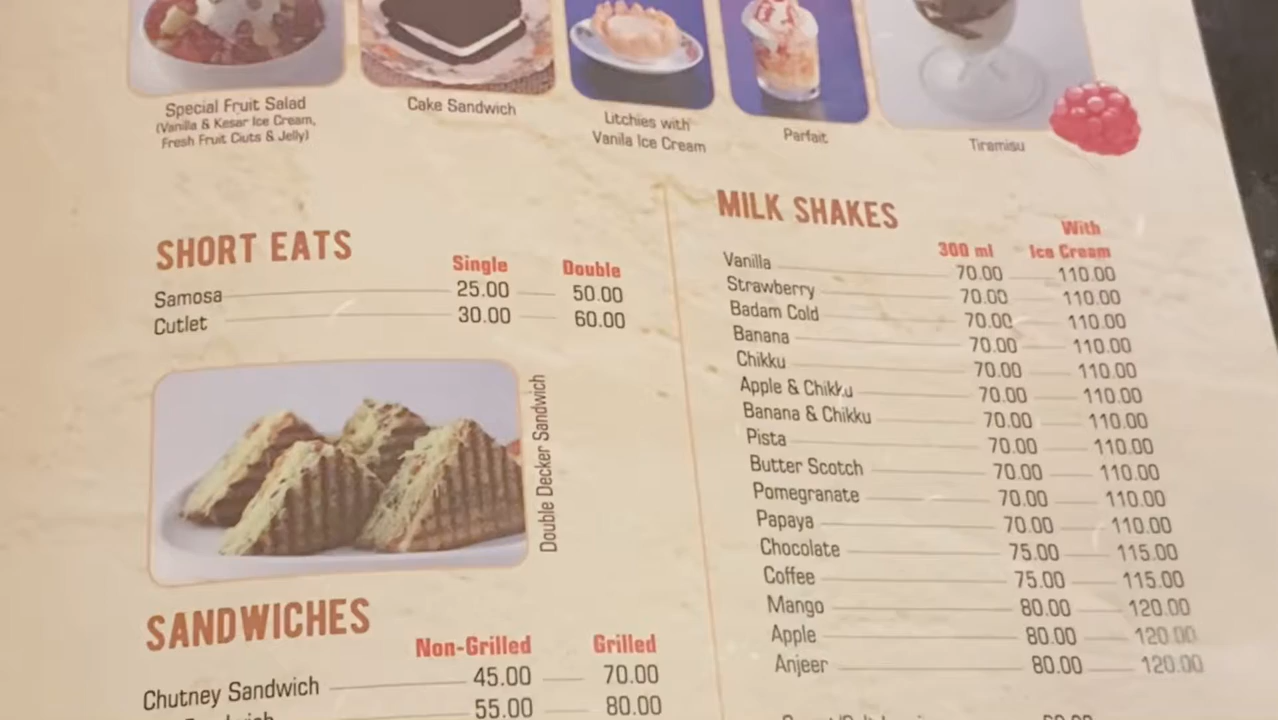 Special Fruit Salad
(Vanilla & Kesar Ice Cream,
Fresh Fruit Ciuts & Jelly)
Cake Sandwich
Litchies with
Vanila Ice Cream
Parfait
Tiramisu
SHORT EATS
Single Double
Samosa 25.00 50.00
Cutlet 30.00 60.00
Double Decker Sandwich
SANDWICHES
Non-Grilled Grilled
Chutney Sandwich 45.00 70.00
55.00 80.00
MILK SHAKES
300 ml With Ice Cream
Vanilla 70.00 110.00
Strawberry 70.00 110.00
Badam Cold 70.00 110.00
Banana 70.00 110.00
Chikku 70.00 110.00
Apple & Chikku 70.00 110.00
Banana & Chikku 70.00 110.00
Pista 70.00 110.00
Butter Scotch 70.00 110.00
Pomegranate 70.00 110.00
Papaya 70.00 110.00
Chocolate 75.00 115.00
Coffee 75.00 115.00
Mango 80.00 120.00
Apple 80.00 120.00
Anjeer 80.00 120.00